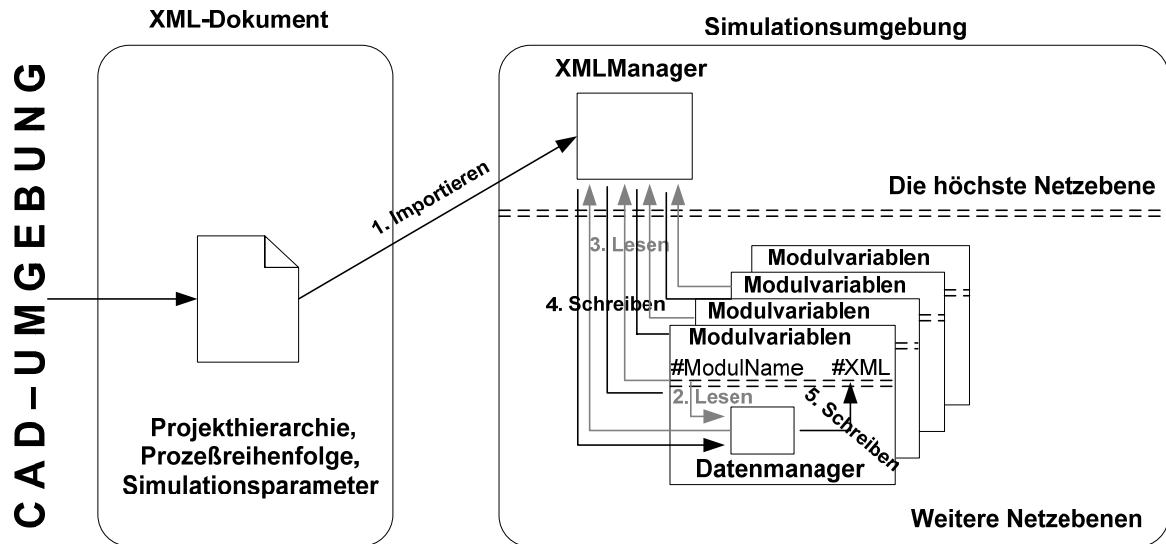 CAD-UMGEBUNG
XML-Dokument
Projekthierarchie,
Prozeßreihenfolge,
Simulationsparameter
1. Importieren
Simulationsumgebung
XMLManager
Die höchste Netzebene
3. Lesen
4. Schreiben
Modulvariablen
Modulvariablen
Modulvariablen
Modulvariablen
#ModulName #XML
2. Lesen
5. Schreiben
Datenmanager
Weitere Netzebenen